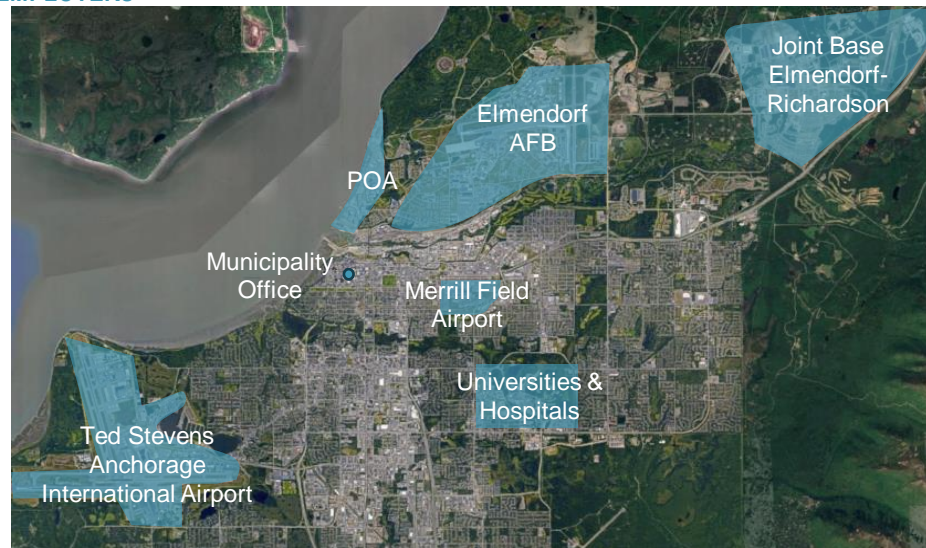 Joint Base
Elmendorf-
Richardson
Elmendorf
AFB
POA
Municipality
Office
Merrill Field
Airport
Universities &
Hospitals
Ted Stevens
Anchorage
International Airport